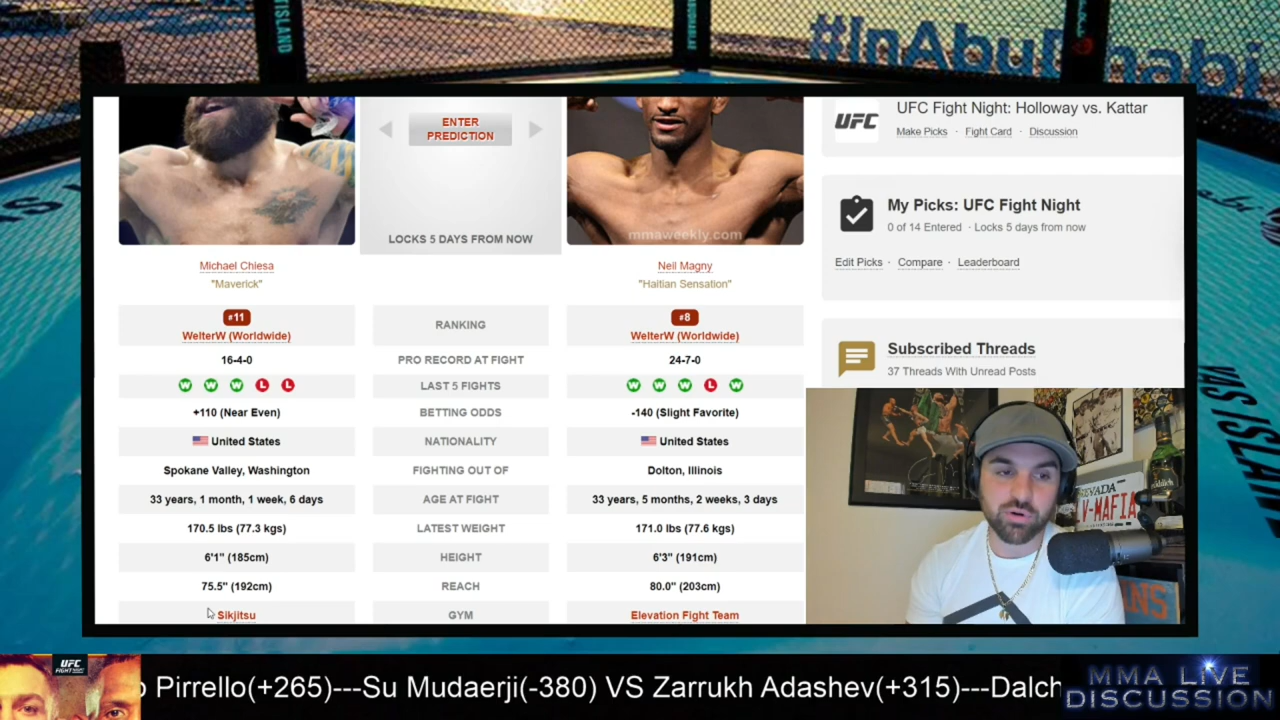 #InAbuDhabi
ENTER
PREDICTION
LOCKS 5 DAYS FROM NOW
mmaweekly.com
UFC
UFC Fight Night: Holloway vs. Kattar
Make Picks · Fight Card · Discussion
My Picks: UFC Fight Night
0 of 14 Entered · Locks 5 days from now
Edit Picks · Compare · Leaderboard
Subscribed Threads
37 Threads With Unread Posts
Michael Chiesa
"Maverick"
Neil Magny
"Haitian Sensation"
#11
WelterW (Worldwide)
RANKING
#8
WelterW (Worldwide)
16-4-0
PRO RECORD AT FIGHT
24-7-0
W W W L L
LAST 5 FIGHTS
W W W L W
+110 (Near Even)
BETTING ODDS
-140 (Slight Favorite)
United States
NATIONALITY
United States
Spokane Valley, Washington
FIGHTING OUT OF
Dolton, Illinois
33 years, 1 month, 1 week, 6 days
AGE AT FIGHT
33 years, 5 months, 2 weeks, 3 days
170.5 lbs (77.3 kgs)
LATEST WEIGHT
171.0 lbs (77.6 kgs)
6'1" (185cm)
HEIGHT
6'3" (191cm)
75.5" (192cm)
REACH
80.0" (203cm)
Sikjitsu
GYM
Elevation Fight Team
LV-MAFIA
YAS ISLAND
UFC
FIGHT NIGHT
o Pirrello(+265)---Su Mudaerji(-380) VS Zarrukh Adashev(+315)---Dalch
MMA LIVE
DISCUSSION